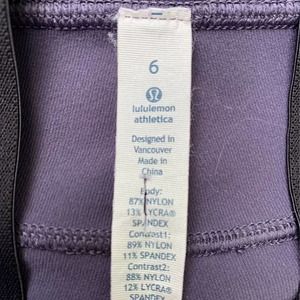 6
lululemon
athletica
Designed in
Vancouver
Made in
China
Body:
87% NYLON
13% LYCRA®
SPANDEX
Contrast1:
89% NYLON
11% SPANDEX
Contrast2:
88% NYLON
12% LYCRA®
SPANDEX